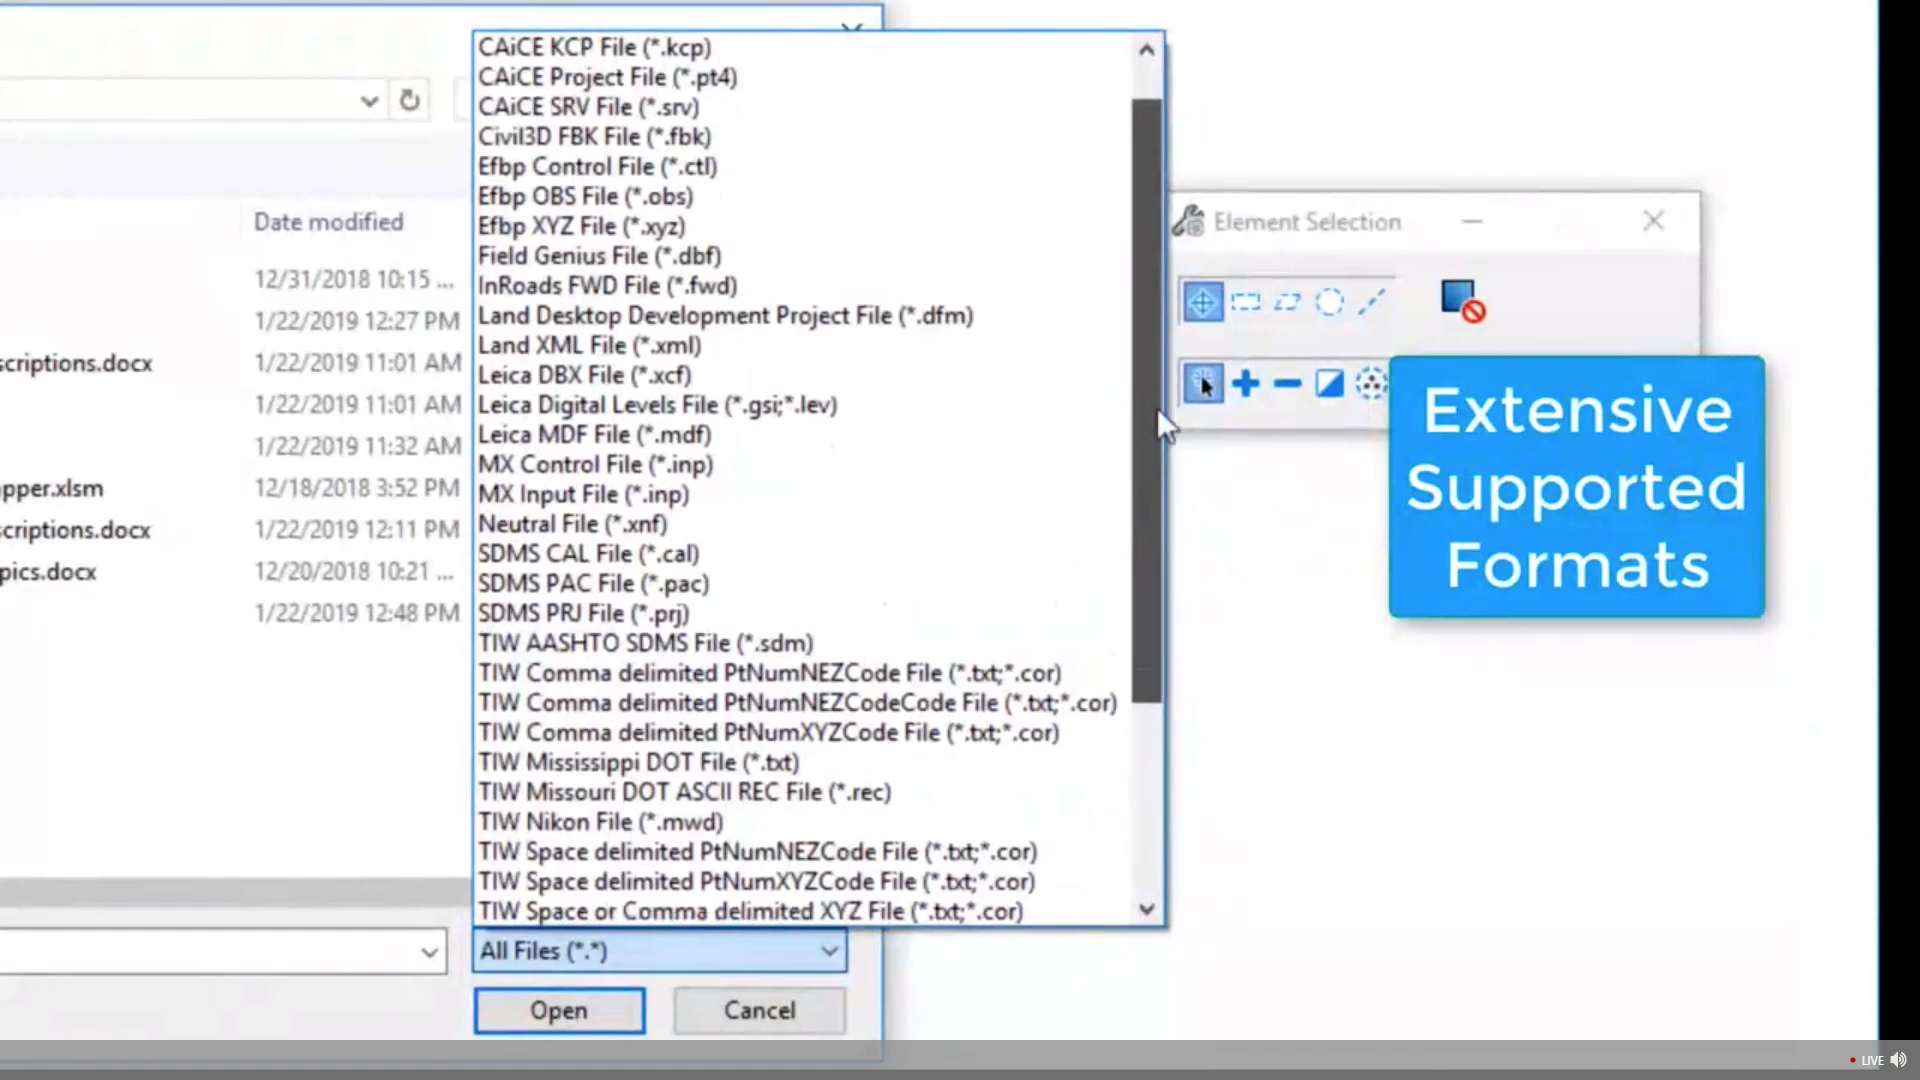 CAiCE KCP File (*.kcp)
CAiCE Project File (*.pt4)
CAiCE SRV File (*.srv)
Civil3D FBK File (*.fbk)
Efbp Control File (*.ctl)
Efbp OBS File (*.obs)
Efbp XYZ File (*.xyz)
Field Genius File (*.dbf)
InRoads FWD File (*.fwd)
Land Desktop Development Project File (*.dfm)
Land XML File (*.xml)
Leica DBX File (*.xcf)
Leica Digital Levels File (*.gsi;*.lev)
Leica MDF File (*.mdf)
MX Control File (*.inp)
MX Input File (*.inp)
Neutral File (*.xnf)
SDMS CAL File (*.cal)
SDMS PAC File (*.pac)
SDMS PRJ File (*.prj)
TIW AASHTO SDMS File (*.sdm)
TIW Comma delimited PtNumNEZCode File (*.txt;*.cor)
TIW Comma delimited PtNumNEZCodeCode File (*.txt;*.cor)
TIW Comma delimited PtNumXYZCode File (*.txt;*.cor)
TIW Mississippi DOT File (*.txt)
TIW Missouri DOT ASCII REC File (*.rec)
TIW Nikon File (*.mwd)
TIW Space delimited PtNumNEZCode File (*.txt;*.cor)
TIW Space delimited PtNumXYZCode File (*.txt;*.cor)
TIW Space or Comma delimited XYZ File (*.txt;*.cor)
All Files (*.*)
Open Cancel
Date modified
12/31/2018 10:15 ...
1/22/2019 12:27 PM
scriptions.docx 1/22/2019 11:01 AM
1/22/2019 11:01 AM
1/22/2019 11:32 AM
pper.xlsm 12/18/2018 3:52 PM
criptions.docx 1/22/2019 12:11 PM
pics.docx 12/20/2018 10:21 ...
1/22/2019 12:48 PM
Element Selection
Extensive
Supported
Formats
LIVE